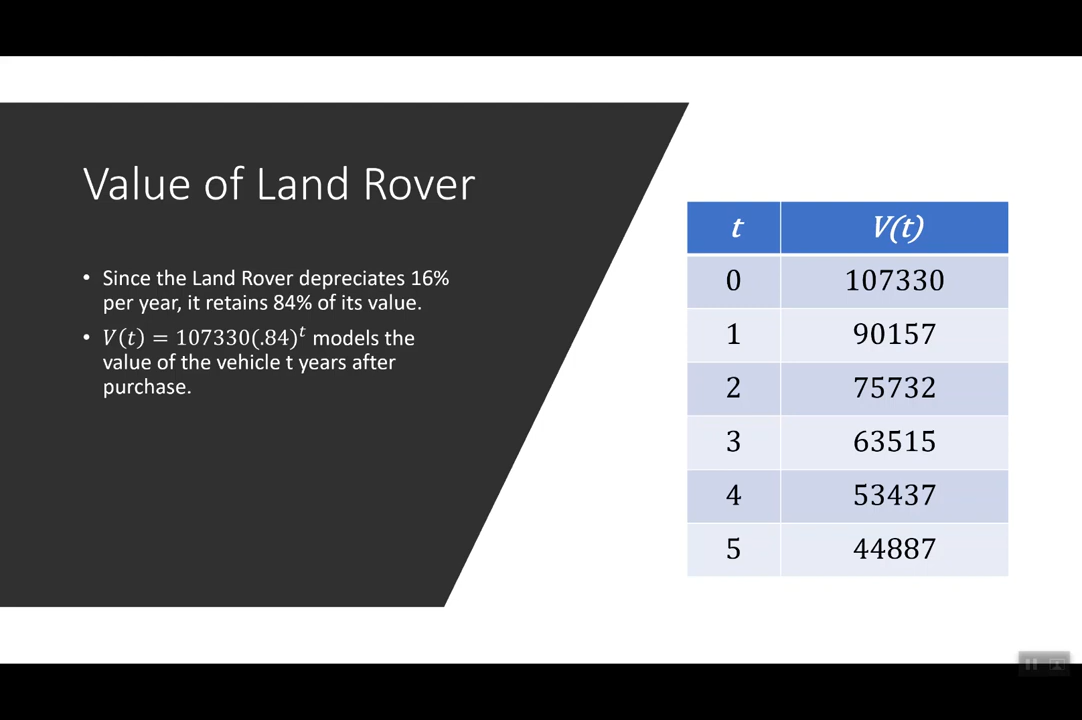 Value of Land Rover
• Since the Land Rover depreciates 16%
per year, it retains 84% of its value.
• V(t) = 107330(.84)^t models the
value of the vehicle t years after
purchase.
t V(t)
0 107330
1 90157
2 75732
3 63515
4 53437
5 44887